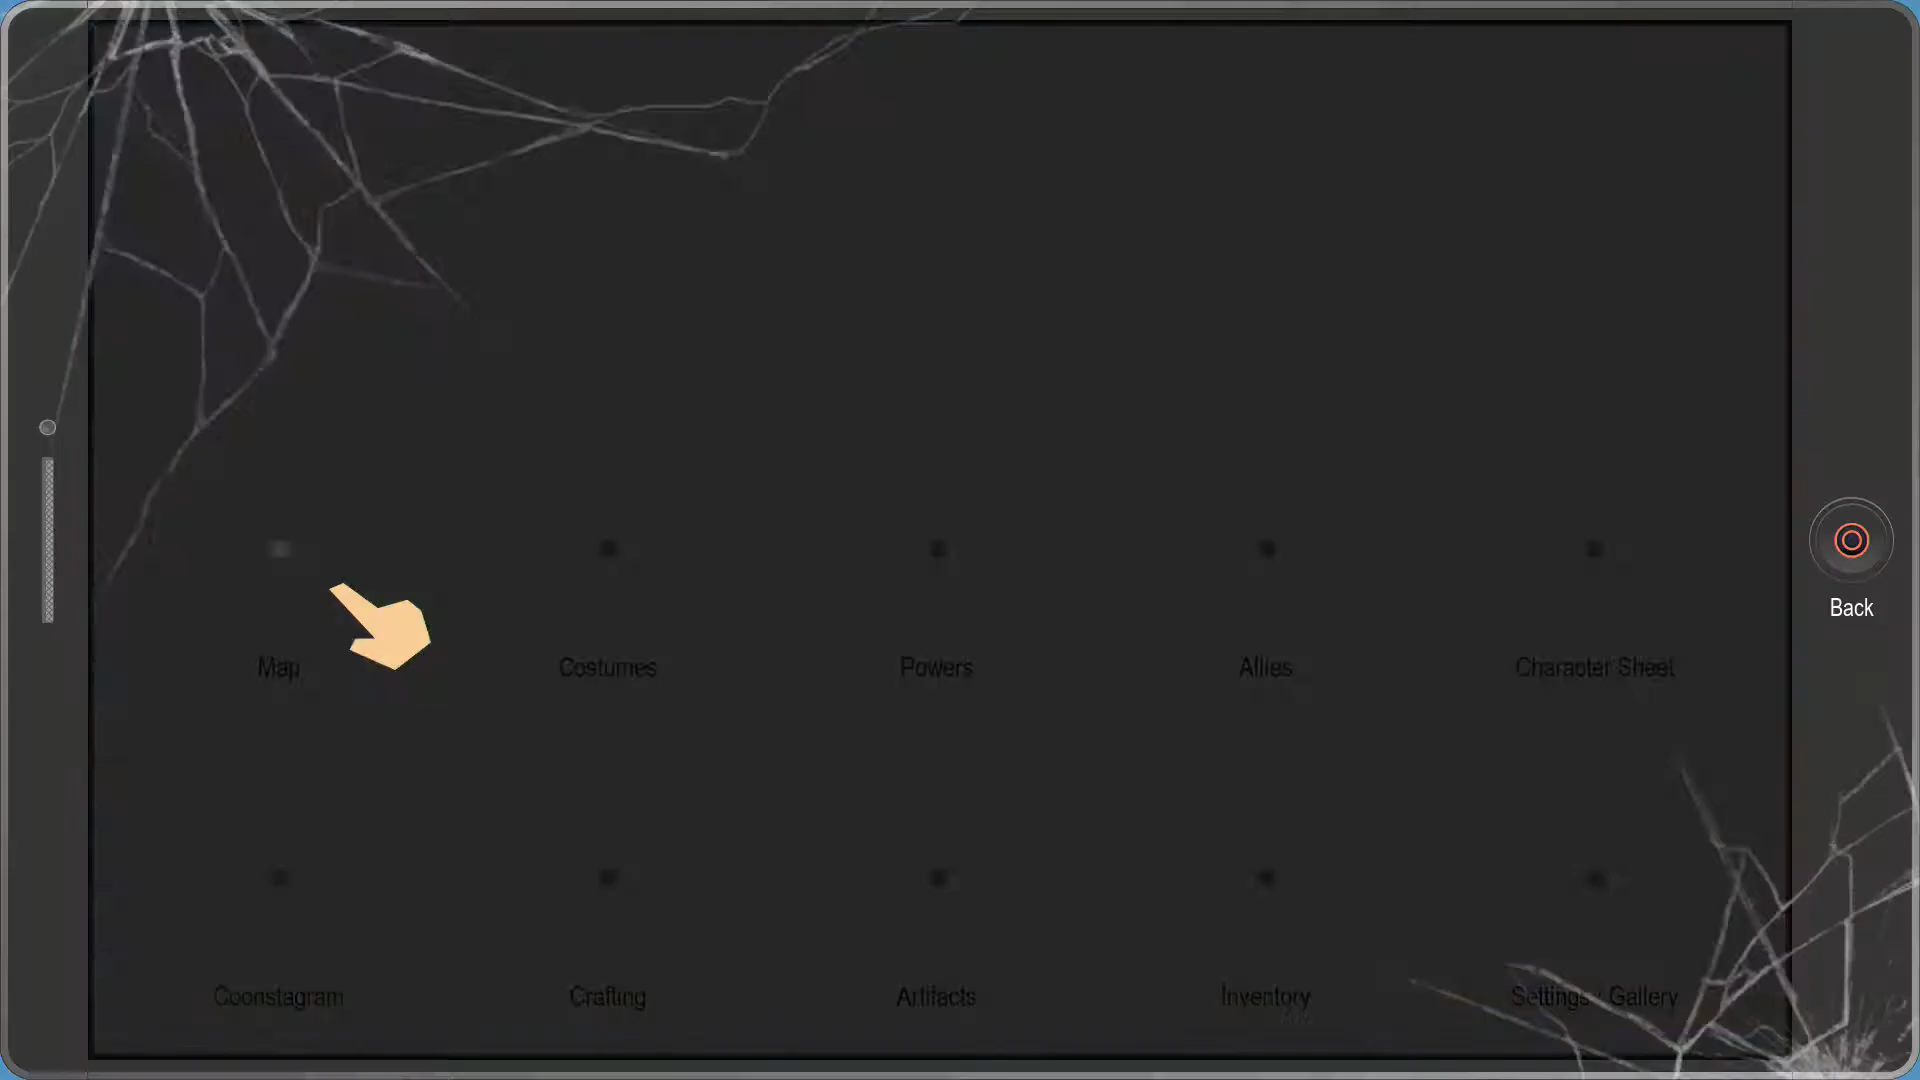 Back
Map
Costumes
Powers
Allies
Character Sheet
Coonstagram
Crafting
Artifacts
Inventory
Settings / Gallery